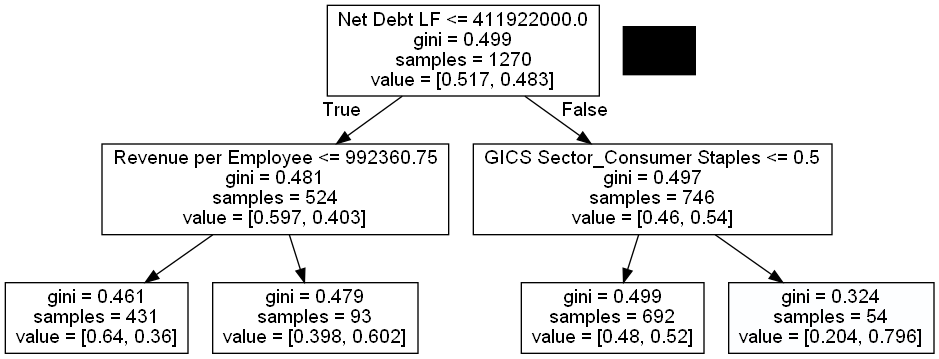 Net Debt LF <= 411922000.0
gini = 0.499
samples = 1270
value = [0.517, 0.483]
True
False
Revenue per Employee <= 992360.75
gini = 0.481
samples = 524
value = [0.597, 0.403]
GICS Sector_Consumer Staples <= 0.5
gini = 0.497
samples = 746
value = [0.46, 0.54]
gini = 0.461
samples = 431
value = [0.64, 0.36]
gini = 0.479
samples = 93
value = [0.398, 0.602]
gini = 0.499
samples = 692
value = [0.48, 0.52]
gini = 0.324
samples = 54
value = [0.204, 0.796]